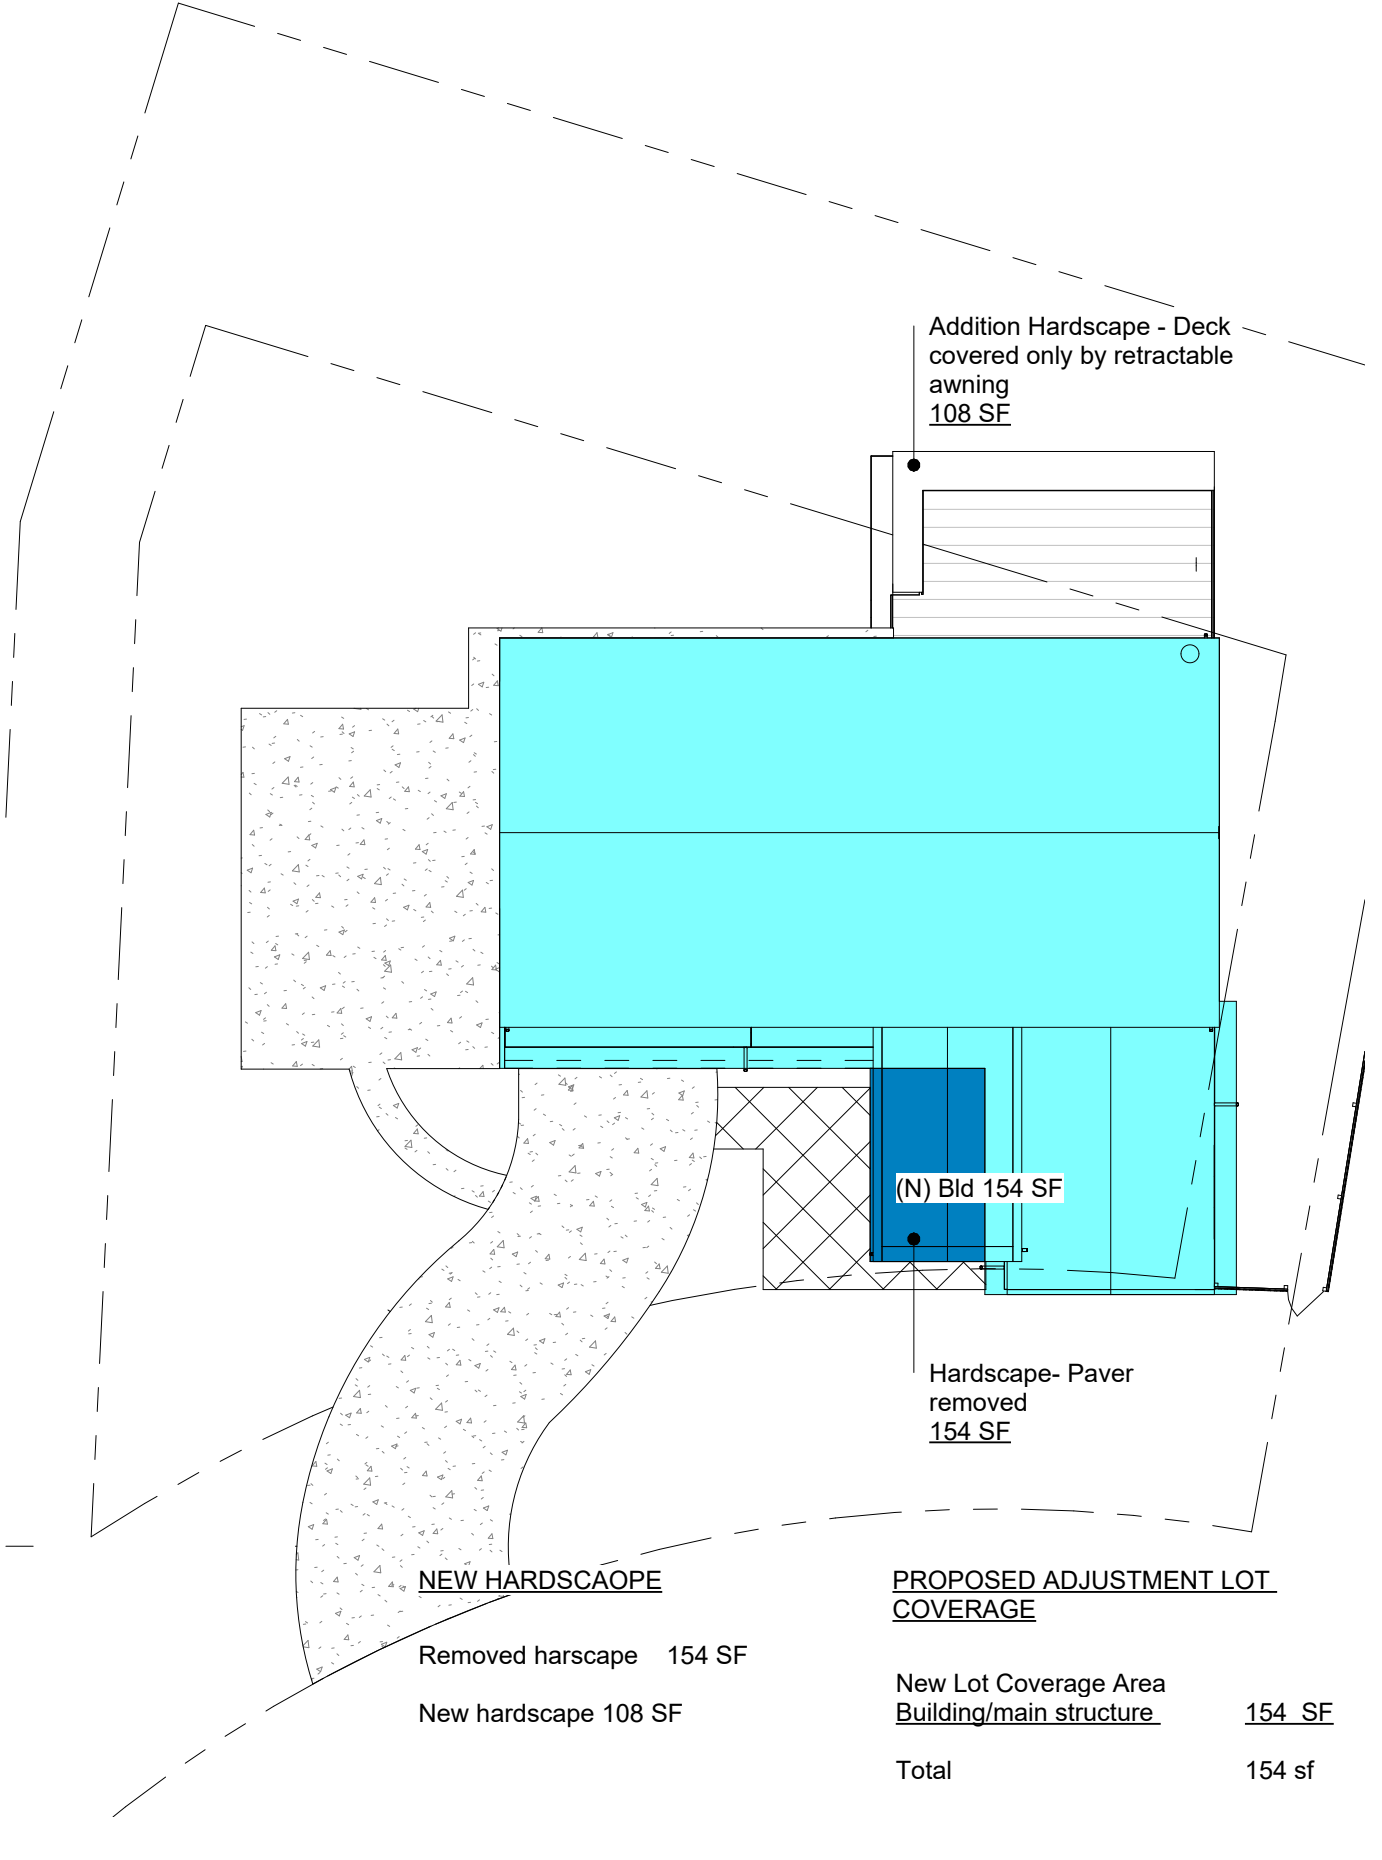 Addition Hardscape - Deck
covered only by retractable
awning
108 SF
(N) Bld 154 SF
Hardscape- Paver
removed
154 SF
NEW HARDSCAOPE
Removed harscape 154 SF
New hardscape 108 SF
PROPOSED ADJUSTMENT LOT
COVERAGE
New Lot Coverage Area
Building/main structure 154 SF
Total 154 sf